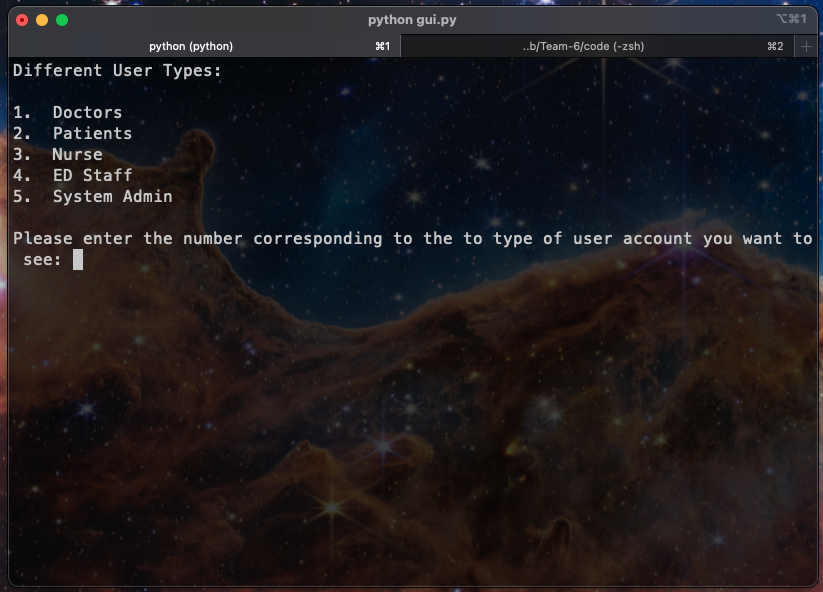 python gui.py
⌥⌘1
python (python) ⌘1 ..b/Team-6/code (-zsh) ⌘2 +
Different User Types:
1. Doctors
2. Patients
3. Nurse
4. ED Staff
5. System Admin
Please enter the number corresponding to the to type of user account you want to
see: